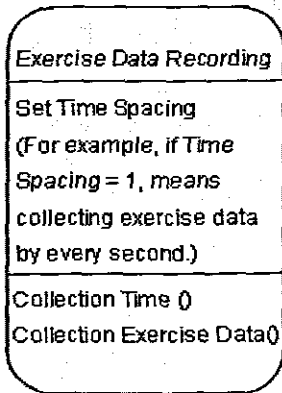 Exercise Data Recording
Set Time Spacing
(For example, if Time
Spacing = 1, means
collecting exercise data
by every second.)
Collection Time ()
Collection Exercise Data()